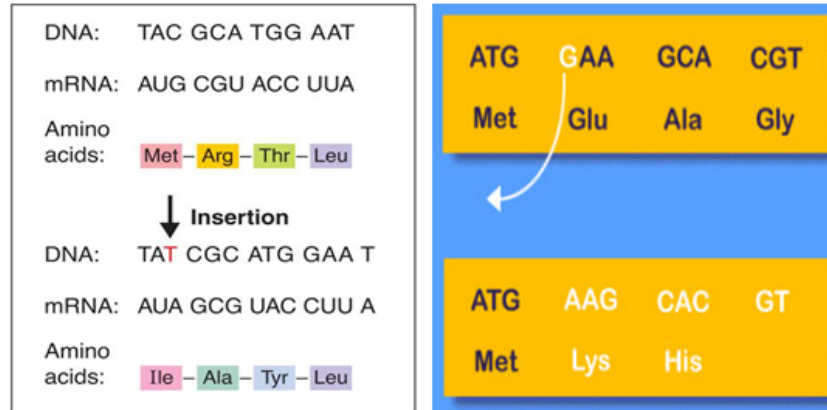 DNA: TAC GCA TGG AAT
mRNA: AUG CGU ACC UUA
Amino
acids: Met – Arg – Thr – Leu
Insertion
DNA: TAT CGC ATG GAA T
mRNA: AUA GCG UAC CUU A
Amino
acids: Ile – Ala – Tyr – Leu
ATG GAA GCA CGT
Met Glu Ala Gly
ATG AAG CAC GT
Met Lys His